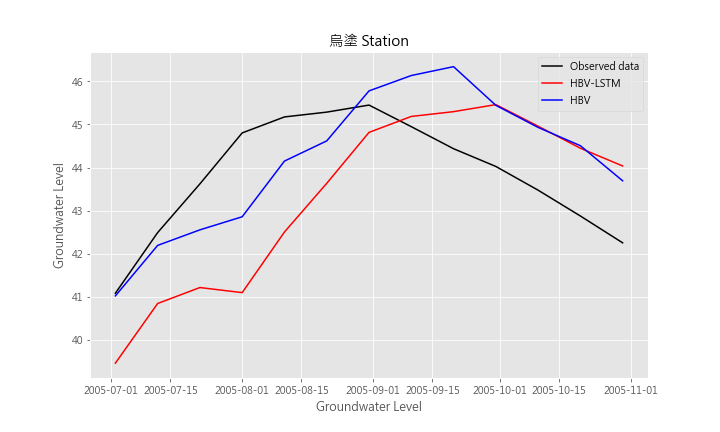 烏塗 Station
Observed data
HBV-LSTM
HBV
Groundwater Level
46
45
44
43
42
41
40
2005-07-01 2005-07-15 2005-08-01 2005-08-15 2005-09-01 2005-09-15 2005-10-01 2005-10-15 2005-11-01
Groundwater Level